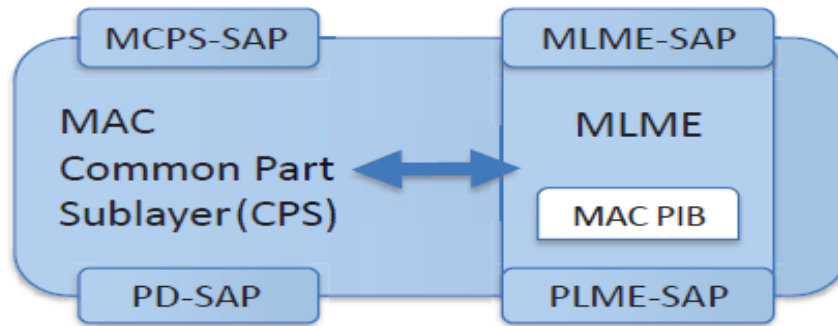 MCPS-SAP
MLME-SAP
MAC
Common Part
Sublayer (CPS)
MLME
MAC PIB
PD-SAP
PLME-SAP